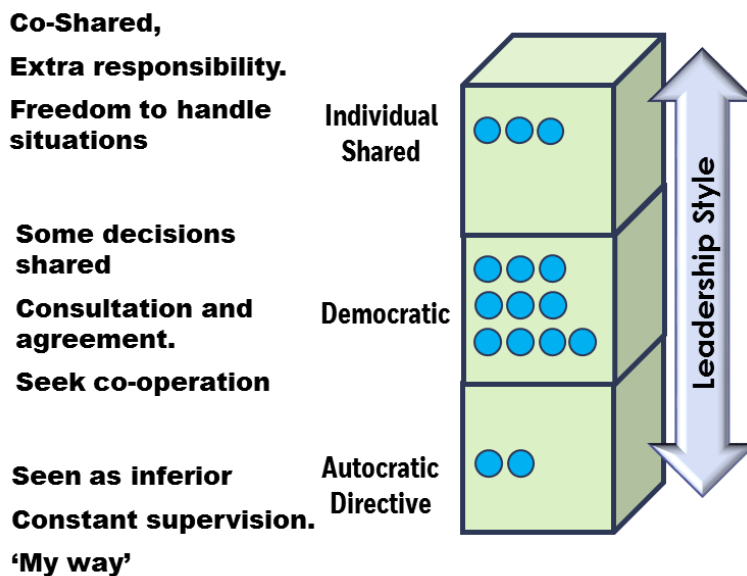 Co-Shared,
Extra responsibility.
Freedom to handle
situations
Individual
Shared
Some decisions
shared
Consultation and
agreement.
Seek co-operation
Democratic
Seen as inferior
Constant supervision.
‘My way’
Autocratic
Directive
Leadership Style